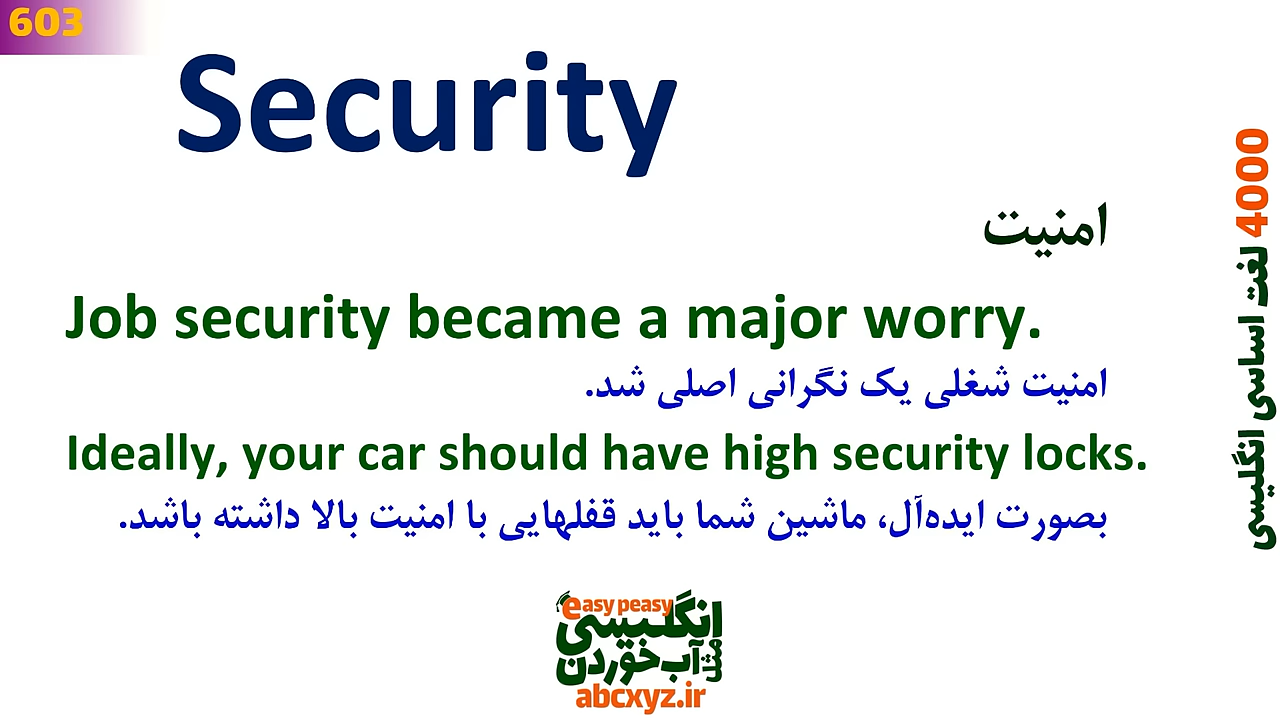 603
Security
امنیت
Job security became a major worry.
امنیت شغلی یک نگرانی اصلی شد.
Ideally, your car should have high security locks.
بصورت ایده‌آل، ماشین شما باید قفلهایی با امنیت بالا داشته باشد.
4000 لغت اساسی انگلیسی
easy peasy
انگلیسی
مثل آب خوردن
abcxyz.ir